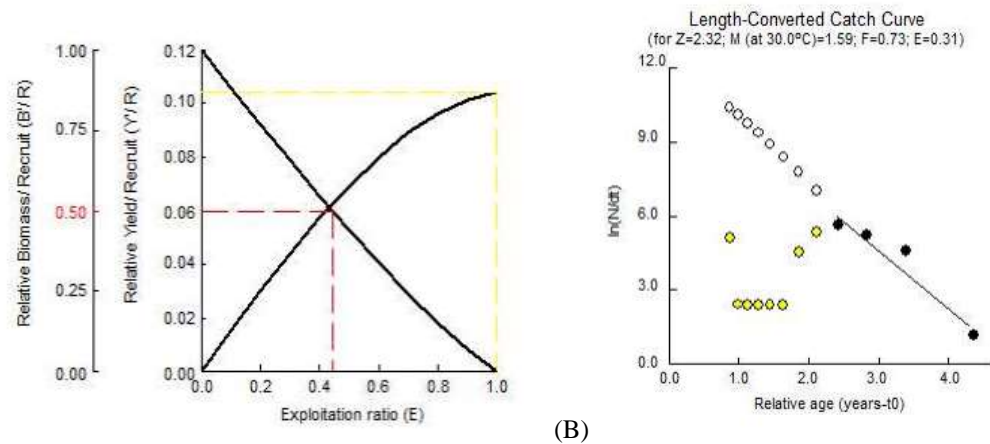 Relative Biomass/ Recruit (B'/ R)
1.00
0.75
0.50
0.25
0.00
Relative Yield/ Recruit (Y'/ R)
0.12
0.10
0.08
0.06
0.04
0.02
0.00
0.0 0.2 0.4 0.6 0.8 1.0
Exploitation ratio (E)
(B)
Length-Converted Catch Curve
(for Z=2.32; M (at 30.0ºC)=1.59; F=0.73; E=0.31)
ln(N/dt)
12.0
9.0
6.0
3.0
0.0
0.0 1.0 2.0 3.0 4.0
Relative age (years-t0)